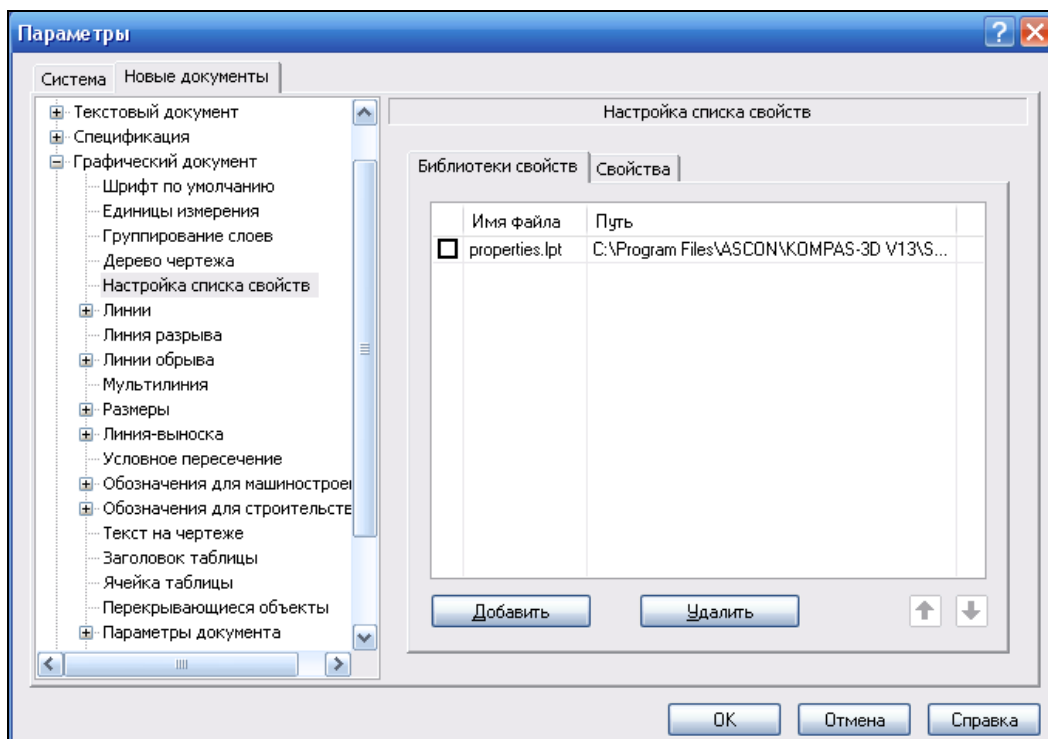 Параметры
Система Новые документы
Текстовый документ
Спецификация
Графический документ
Шрифт по умолчанию
Единицы измерения
Группирование слоев
Дерево чертежа
Настройка списка свойств
Линии
Линия разрыва
Линии обрыва
Мультилиния
Размеры
Линия-выноска
Условное пересечение
Обозначения для машиностроен
Обозначения для строительств
Текст на чертеже
Заголовок таблицы
Ячейка таблицы
Перекрывающиеся объекты
Параметры документа
Настройка списка свойств
Библиотеки свойств Свойства
Имя файла Путь
properties.lpt C:\Program Files\ASCON\KOMPAS-3D V13\S...
Добавить Удалить
OK Отмена Справка